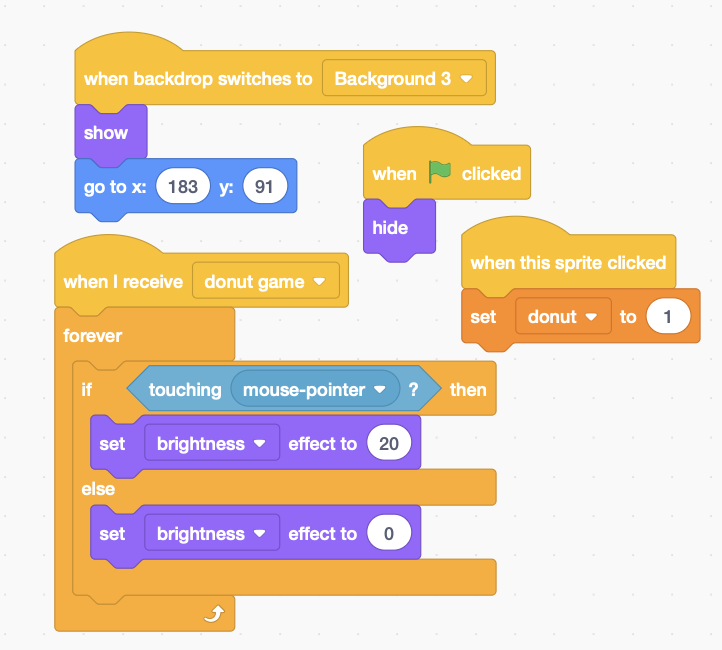 when backdrop switches to Background 3
show
go to x: 183 y: 91
when clicked
hide
when this sprite clicked
set donut to 1
when I receive donut game
forever
if touching mouse-pointer ? then
set brightness effect to 20
else
set brightness effect to 0